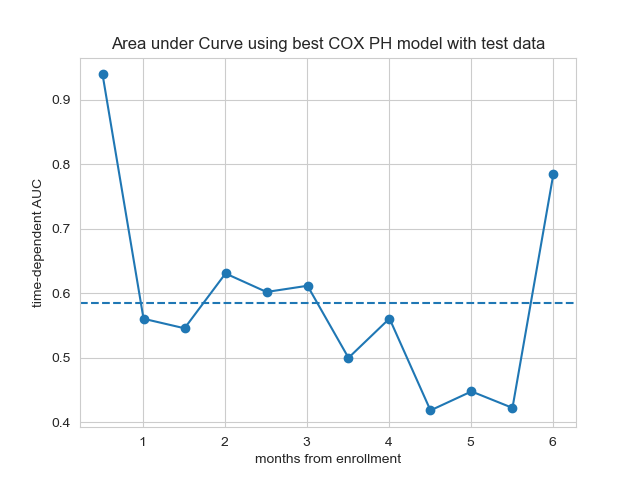 Area under Curve using best COX PH model with test data
time-dependent AUC
0.9
0.8
0.7
0.6
0.5
0.4
1 2 3 4 5 6
months from enrollment